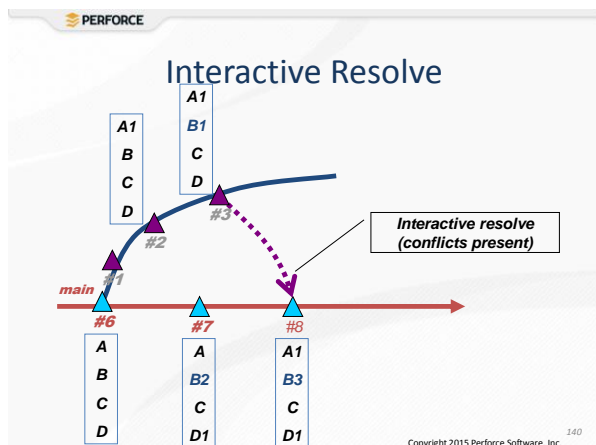 PERFORCE
Interactive Resolve
A1
B
C
D
A1
B1
C
D
#1
#2
#3
Interactive resolve
(conflicts present)
main
#6
#7
#8
A
B
C
D
A
B2
C
D1
A1
B3
C
D1
140
Copyright 2015 Perforce Software, Inc